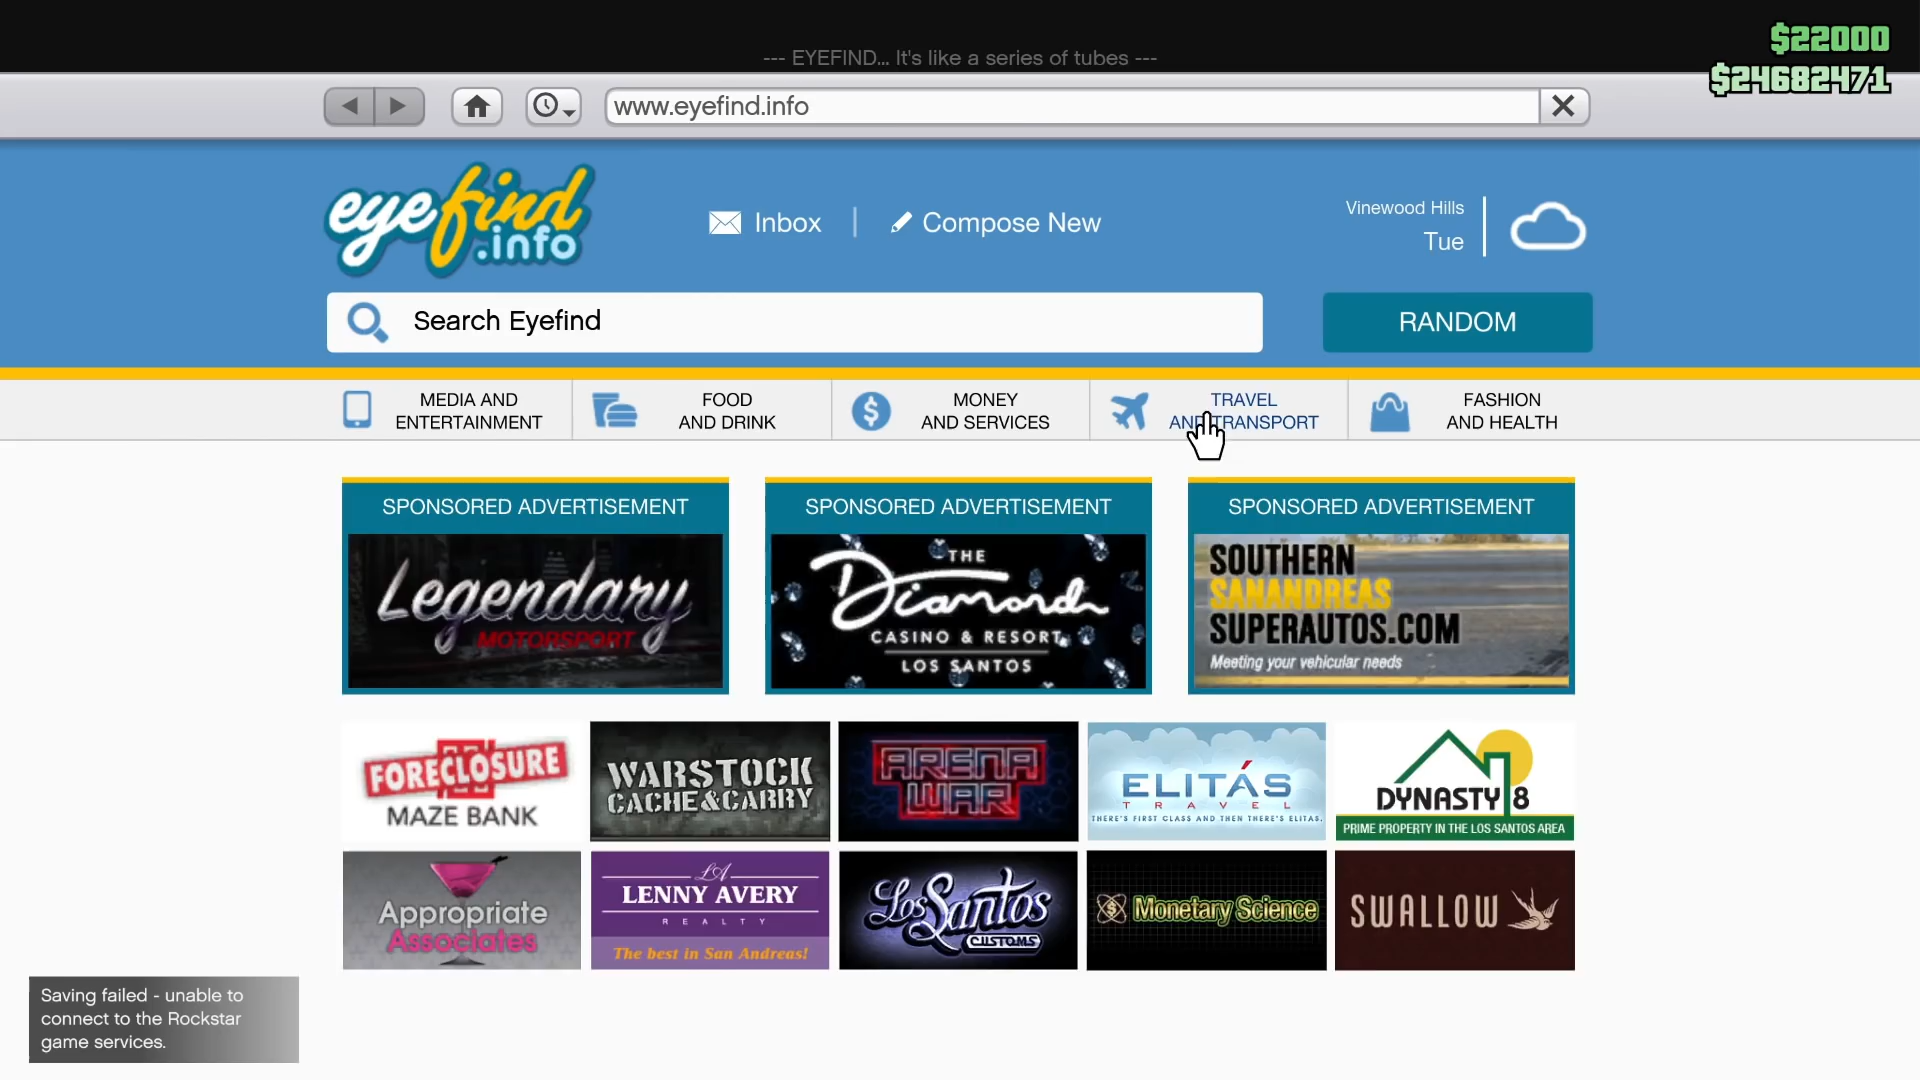 $22000
--- EYEFIND... It's like a series of tubes ---
$24682471
www.eyefind.info
eyefind
.info
Inbox
Compose New
Vinewood Hills
Tue
Search Eyefind
RANDOM
MEDIA AND
ENTERTAINMENT
FOOD
AND DRINK
MONEY
AND SERVICES
TRAVEL
AND TRANSPORT
FASHION
AND HEALTH
SPONSORED ADVERTISEMENT
Legendary
MOTORSPORT
SPONSORED ADVERTISEMENT
THE
Diamond
CASINO & RESORT
LOS SANTOS
SPONSORED ADVERTISEMENT
SOUTHERN
SANANDREAS
SUPERAUTOS.COM
Meeting your vehicular needs
FORECLOSURE
MAZE BANK
WARSTOCK
CACHE&CARRY
ARENA
WAR
ELITÁS
TRAVEL
THERE'S FIRST CLASS AND THEN THERE'S ELITAS.
DYNASTY 8
PRIME PROPERTY IN THE LOS SANTOS AREA
Appropriate
Associates
LA
LENNY AVERY
REALTY
The best in San Andreas!
Los Santos
CUSTOMS
Monetary Science
SWALLOW
Saving failed - unable to
connect to the Rockstar
game services.